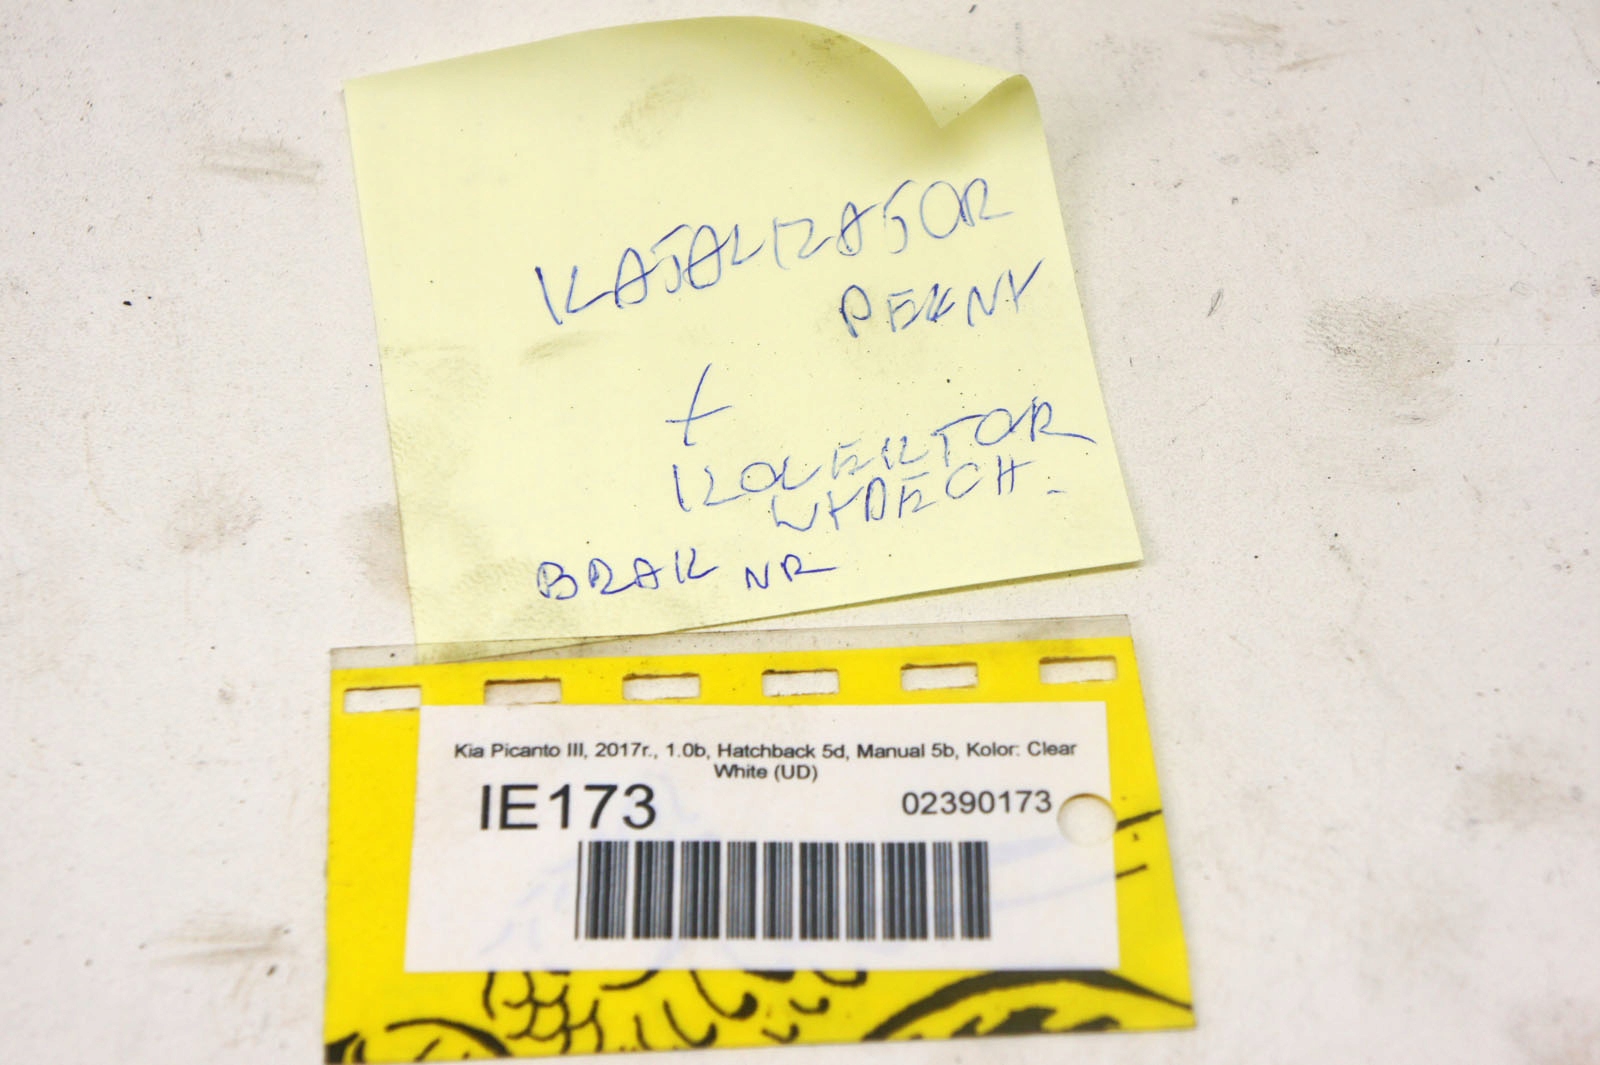 KATALIZATOR
PEŁNY
+
KOLEKTOR
WYDECH.
BRAK NR
Kia Picanto III, 2017r., 1.0b, Hatchback 5d, Manual 5b, Kolor: Clear
White (UD)
IE173 02390173